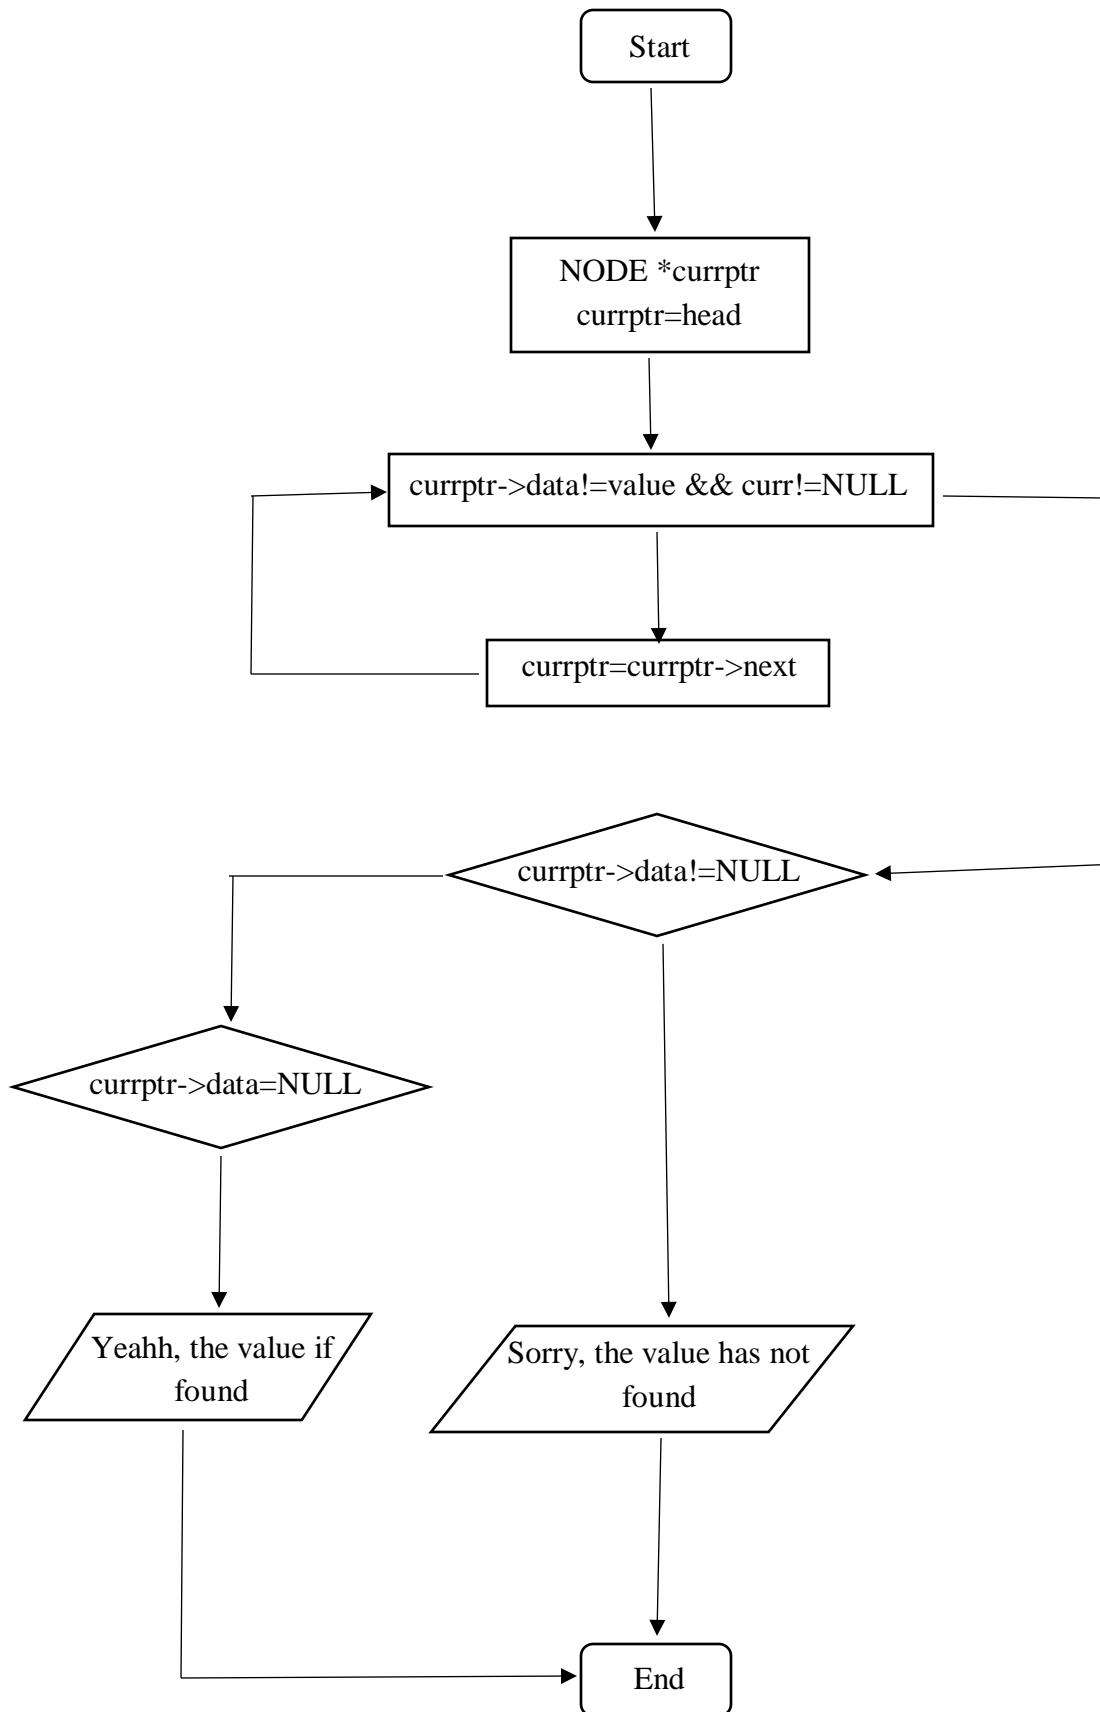 Start
NODE *currptr
currptr=head
currptr->data!=value && curr!=NULL
currptr=currptr->next
currptr->data!=NULL
currptr->data=NULL
Yeahh, the value if
found
Sorry, the value has not
found
End